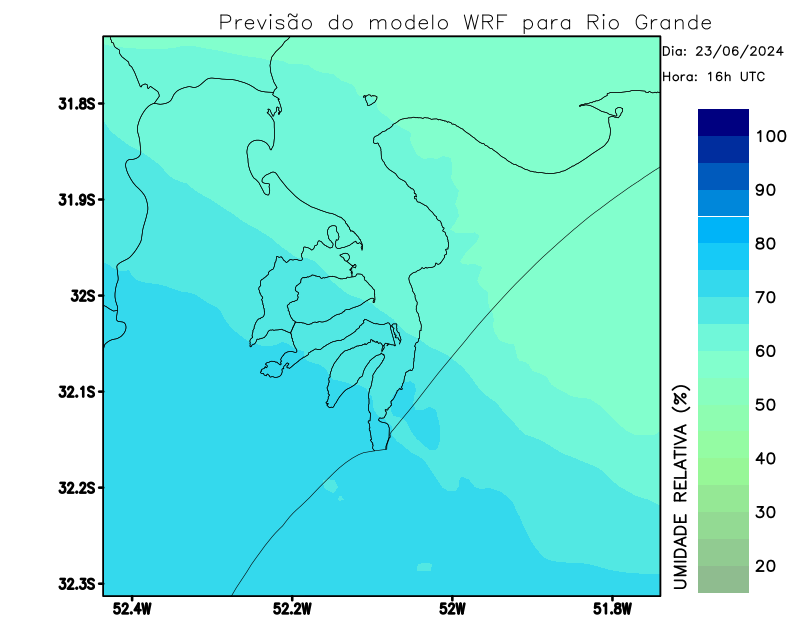 Previsão do modelo WRF para Rio Grande
Dia: 23/06/2024
Hora: 16h UTC
31.8S
31.9S
32S
32.1S
32.2S
32.3S
52.4W
52.2W
52W
51.8W
100
90
80
70
60
50
40
30
20
UMIDADE RELATIVA (%)